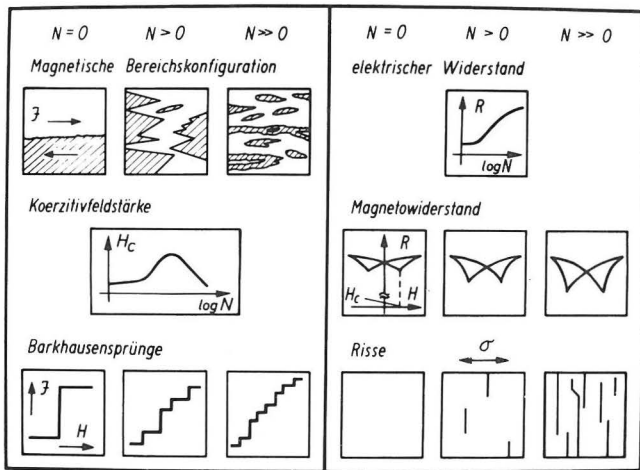 N = 0 N > 0 N >> 0
Magnetische Bereichskonfiguration
J
Koerzitivfeldstärke
Hc
log N
Barkhausensprünge
J
H
N = 0 N > 0 N >> 0
elektrischer Widerstand
R
log N
Magnetowiderstand
R
Hc H
Risse σ